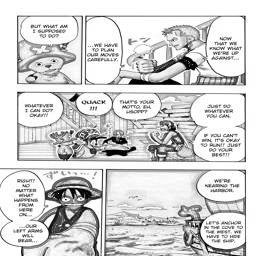 NOW THAT
WE KNOW
WHAT WE'RE
UP
AGAINST...
...WE HAVE
TO PLAN
OUR MOVES
CAREFULLY.
BUT WHAT
AM I
SUPPOSED
TO DO?
JUST DO
WHATEVER
YOU CAN.
IF YOU CAN'T
WIN, IT'S OKAY
TO RUN!! JUST
DO YOUR
BEST!!
THAT'S
YOUR
MOTTO, EH,
USOPP?
QUACK
!!!
WHATEVER
I CAN DO?
OKAY!!
WE'RE
NEARING THE
HARBOR.
LET'S ANCHOR
IN THE COVE
TO THE WEST.
WE HAVE
TO HIDE
THE SHIP.
RIGHT!
NO
MATTER
WHAT
HAPPENS
FROM
HERE
ON...
...OUR
LEFT ARMS
WILL
BEAR...